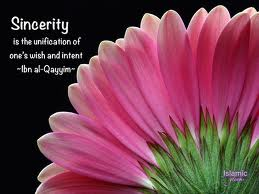 Sincerity
is the unification of
one's wish and intent
~Ibn al-Qayyim~
Islamic